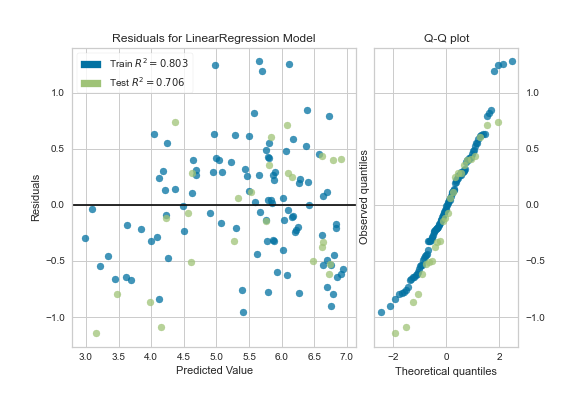 Residuals for LinearRegression Model
Q-Q plot
Train R² = 0.803
Test R² = 0.706
Residuals
1.0
0.5
0.0
−0.5
−1.0
3.0 3.5 4.0 4.5 5.0 5.5 6.0 6.5 7.0
Predicted Value
Observed quantiles
1.0
0.5
0.0
−0.5
−1.0
−2 0 2
Theoretical quantiles